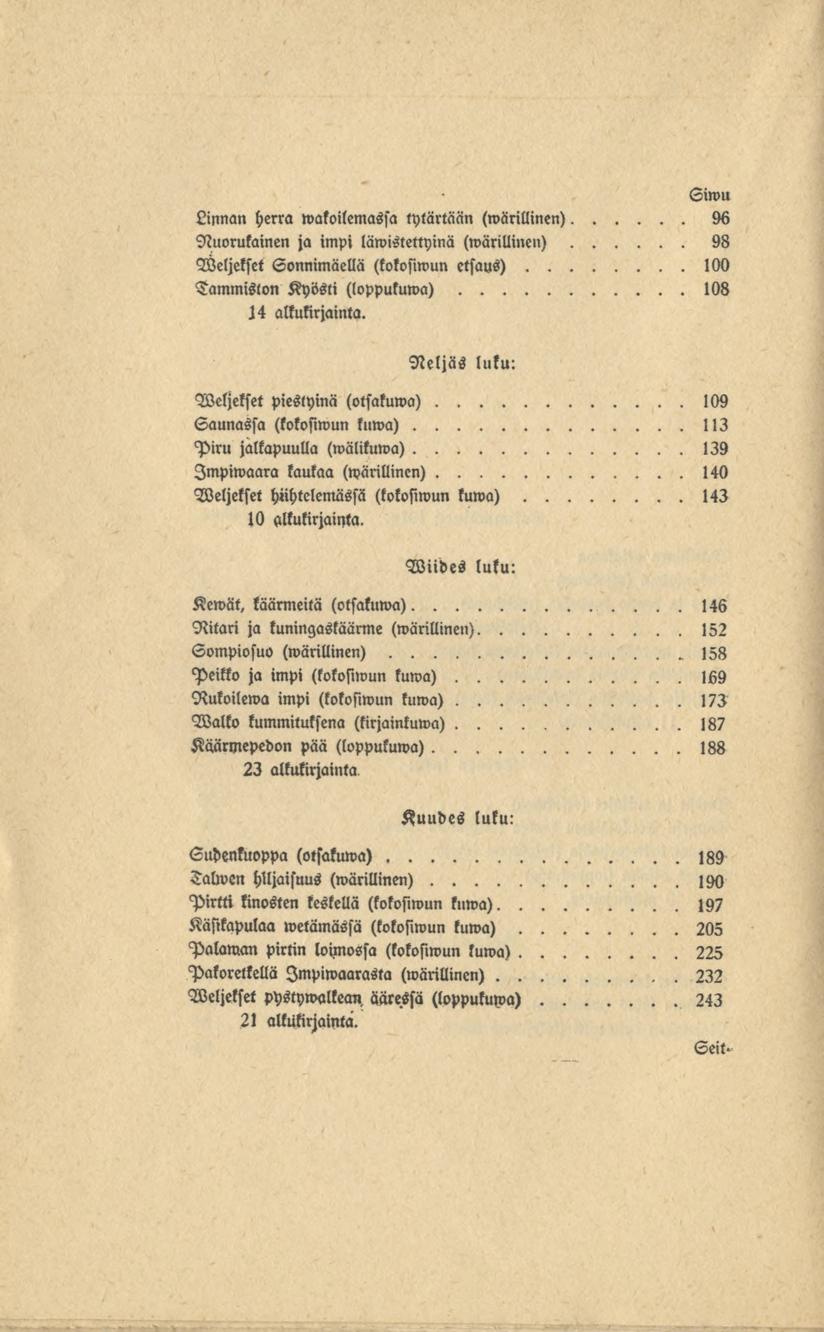 Siwu
Linnan herra wakoilemassa tytärtään (wärillinen) . . . . . . 96
Nuorukainen ja impi läwistettyinä (wärillinen) . . . . . . 98
Weljekset Sonnimäellä (kokosiwun etsaus) . . . . . . . . 100
Tammiston Kyösti (loppukuwa) . . . . . . . . . . . 108
14 alkukirjainta.
Neljäs luku:
Weljekset piestyinä (otsakuwa) . . . . . . . . . . . . 109
Saunassa (kokosiwun kuwa) . . . . . . . . . . . . . 113
Piru jalkapuulla (wälikuwa) . . . . . . . . . . . . . 139
Impiwaara kaukaa (wärillinen) . . . . . . . . . . . . 140
Weljekset hiihtelemässä (kokosiwun kuwa) . . . . . . . . 143
10 alkukirjainta.
Wiides luku:
Kewät, käärmeitä (otsakuwa) . . . . . . . . . . . . . 146
Ritari ja kuningaskäärme (wärillinen) . . . . . . . . . . 152
Sompiosuo (wärillinen) . . . . . . . . . . . . . . 158
Peikko ja impi (kokosiwun kuwa) . . . . . . . . . . . 169
Rukoilewa impi (kokosiwun kuwa) . . . . . . . . . . . 173
Walko kummituksena (kirjainkuwa) . . . . . . . . . . . 187
Käärmepedon pää (loppukuwa) . . . . . . . . . . . . 188
23 alkukirjainta.
Kuudes luku:
Sudenkuoppa (otsakuwa) . . . . . . . . . . . . . . 189
Talwen hiljaisuus (wärillinen) . . . . . . . . . . . . 190
Pirtti kinosten keskellä (kokosiwun kuwa) . . . . . . . . . 197
Käsikapulaa wetämässä (kokosiwun kuwa) . . . . . . . . 205
Palawan pirtin loimossa (kokosiwun kuwa) . . . . . . . . 225
Pakoretkellä Impiwaarasta (wärillinen) . . . . . . . . . 232
Weljekset pystywalkean ääressä (loppukuwa) . . . . . . . 243
21 alkukirjainta.
Seit-